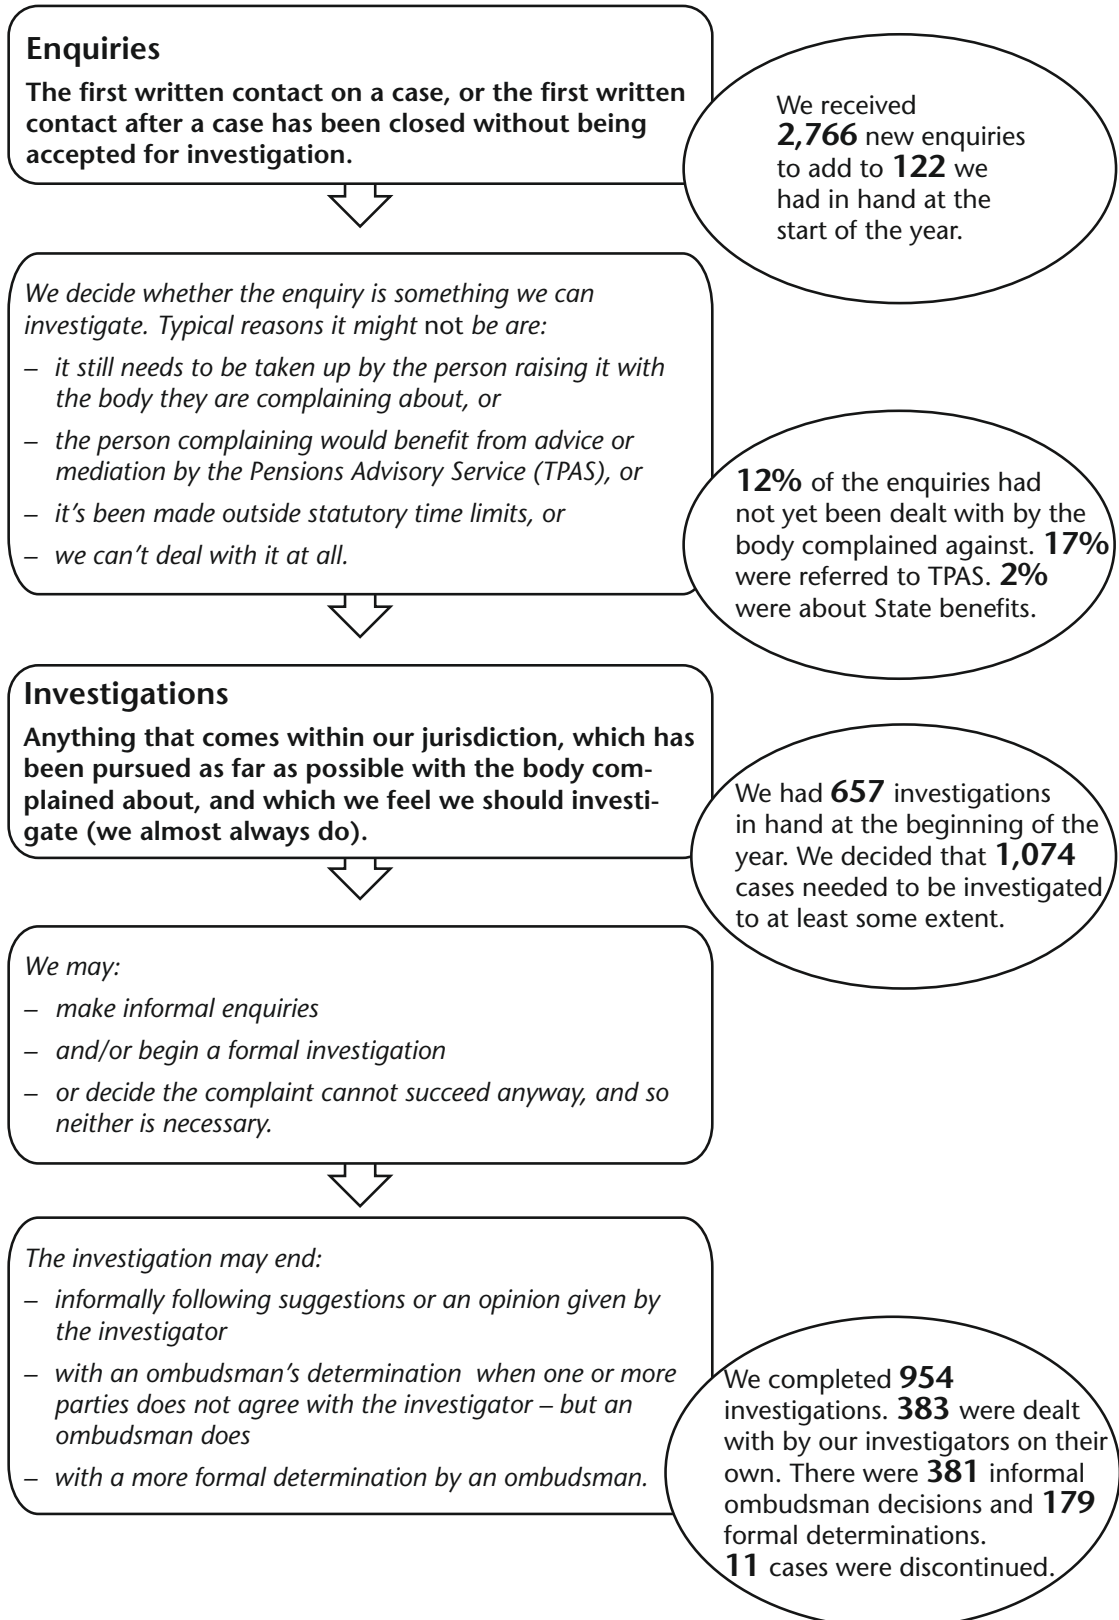 Enquiries
The first written contact on a case, or the first written
contact after a case has been closed without being
accepted for investigation.
We received
2,766 new enquiries
to add to 122 we
had in hand at the
start of the year.
We decide whether the enquiry is something we can
investigate. Typical reasons it might not be are:
– it still needs to be taken up by the person raising it with
the body they are complaining about, or
– the person complaining would benefit from advice or
mediation by the Pensions Advisory Service (TPAS), or
– it’s been made outside statutory time limits, or
– we can’t deal with it at all.
12% of the enquiries had
not yet been dealt with by the
body complained against. 17%
were referred to TPAS. 2%
were about State benefits.
Investigations
Anything that comes within our jurisdiction, which has
been pursued as far as possible with the body com-
plained about, and which we feel we should investi-
gate (we almost always do).
We had 657 investigations
in hand at the beginning of the
year. We decided that 1,074
cases needed to be investigated
to at least some extent.
We may:
– make informal enquiries
– and/or begin a formal investigation
– or decide the complaint cannot succeed anyway, and so
neither is necessary.
The investigation may end:
– informally following suggestions or an opinion given by
the investigator
– with an ombudsman’s determination when one or more
parties does not agree with the investigator – but an
ombudsman does
– with a more formal determination by an ombudsman.
We completed 954
investigations. 383 were dealt
with by our investigators on their
own. There were 381 informal
ombudsman decisions and 179
formal determinations.
11 cases were discontinued.